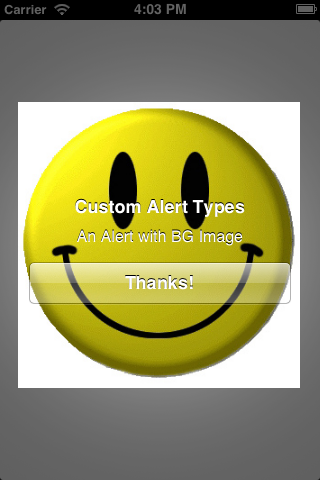 Carrier 4:03 PM
Custom Alert Types
An Alert with BG Image
Thanks!